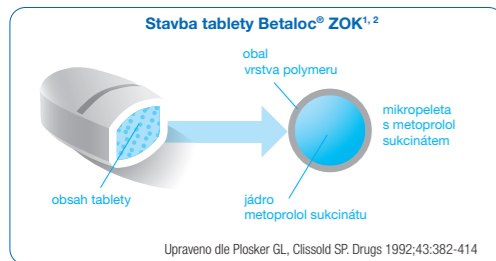 Stavba tablety Betaloc® ZOK¹, ²
obal
vrstva polymeru
mikropeleta
s metoprolol
sukcinátem
obsah tablety
jádro
metoprolol sukcinátu
Upraveno dle Plosker GL, Clissold SP. Drugs 1992;43:382-414